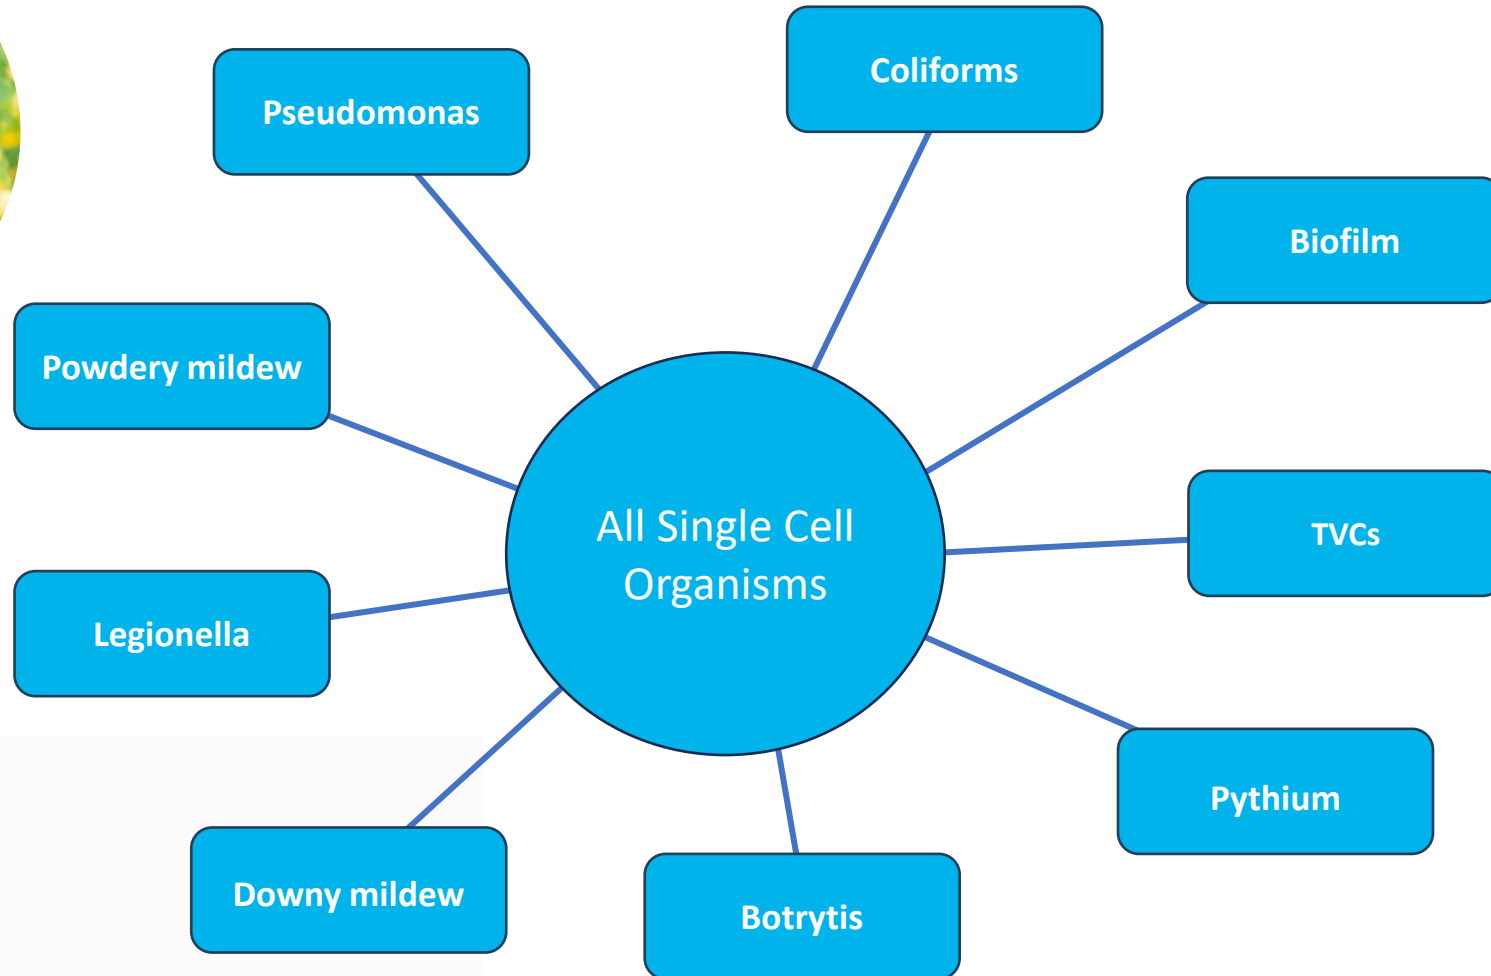 Coliforms
Pseudomonas
Biofilm
Powdery mildew
All Single Cell
Organisms
TVCs
Legionella
Pythium
Downy mildew
Botrytis